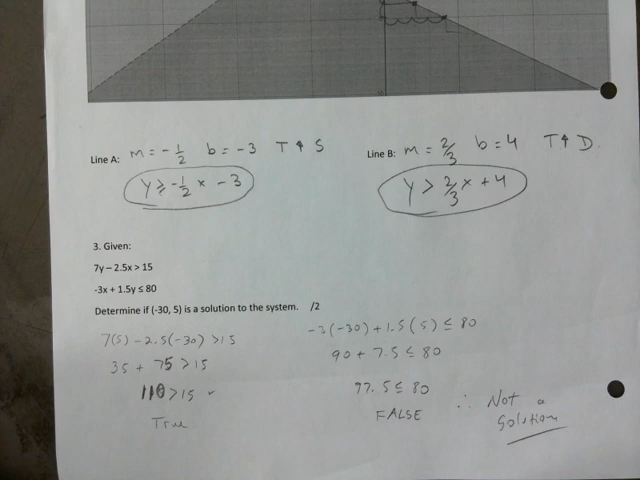 Line A: m = -1/2 b = -3 T↑S
Line B: m = 2/3 b = 4 T↑D
y ≥ -1/2 x - 3
y > 2/3 x + 4
3. Given:
7y – 2.5x > 15
-3x + 1.5y ≤ 80
Determine if (-30, 5) is a solution to the system. /2
7(5) - 2.5(-30) > 15
35 + 75 > 15
110 > 15 ✓
True
-3(-30) + 1.5(5) ≤ 80
90 + 7.5 ≤ 80
97.5 ≤ 80
FALSE
∴ Not a
Solution